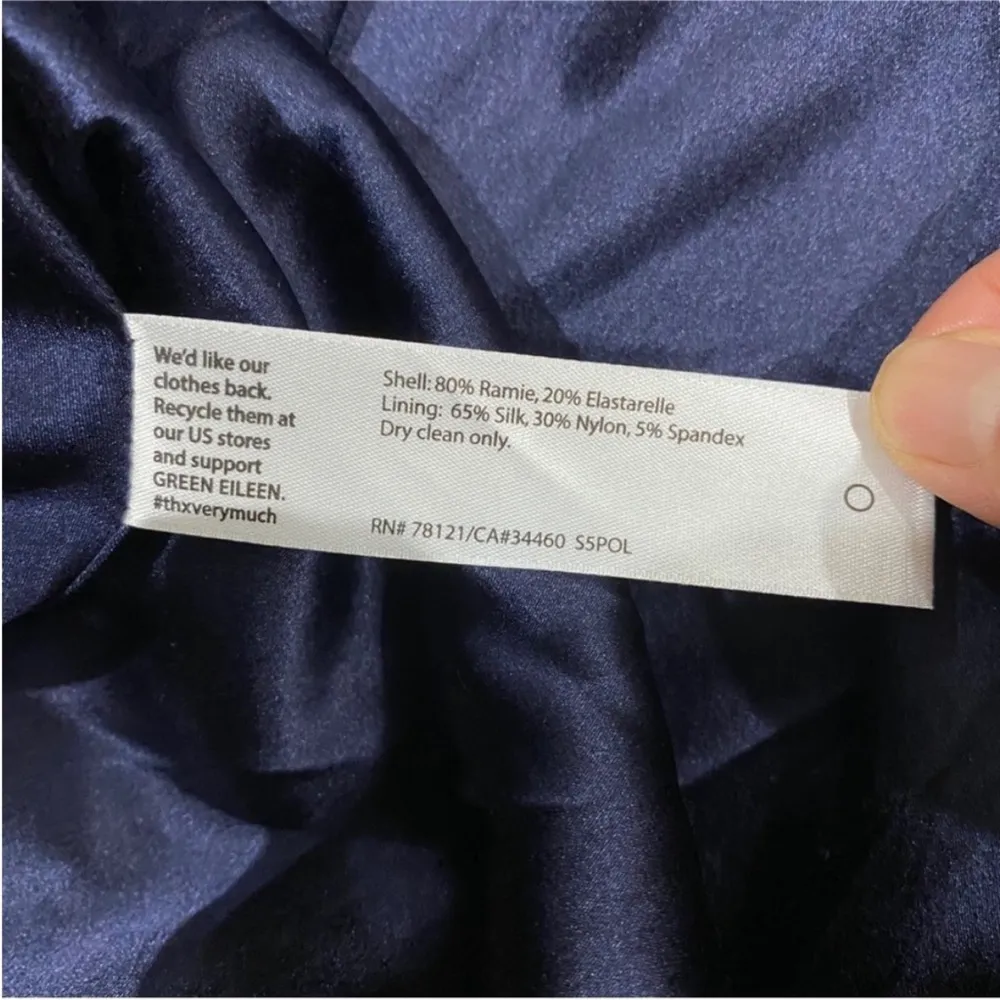 We'd like our
clothes back.
Recycle them at
our US stores
and support
GREEN EILEEN.
#thxverymuch
Shell: 80% Ramie, 20% Elastarelle
Lining: 65% Silk, 30% Nylon, 5% Spandex
Dry clean only.
RN# 78121/CA#34460 S5POL